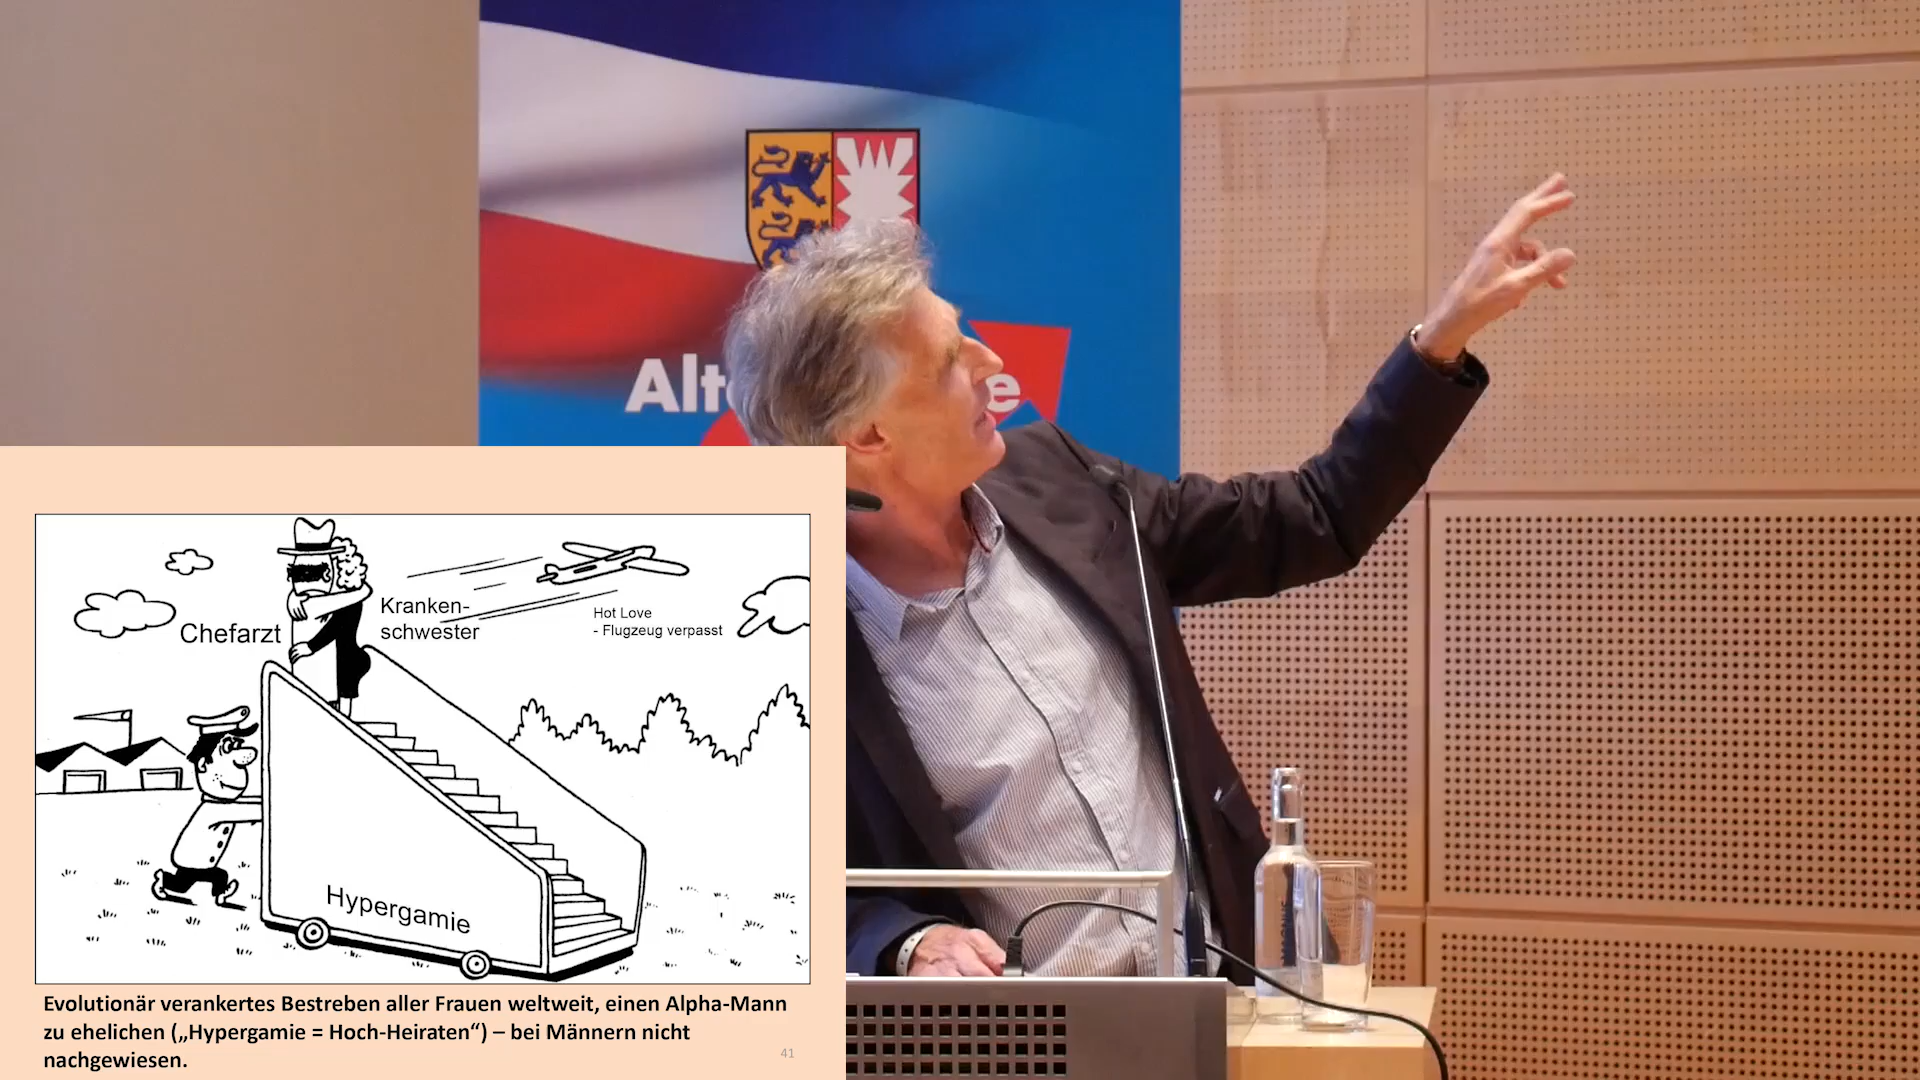 Alt e
Chefarzt
Kranken-
schwester
Hot Love
- Flugzeug verpasst
Hypergamie
Evolutionär verankertes Bestreben aller Frauen weltweit, einen Alpha-Mann
zu ehelichen („Hypergamie = Hoch-Heiraten“) – bei Männern nicht
nachgewiesen.
41